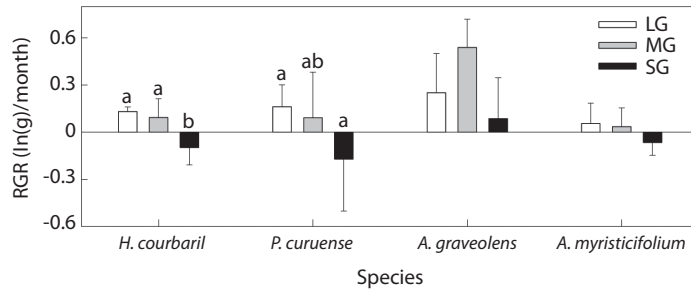 LG
MG
SG
RGR (ln(g)/month)
0.6
0.3
0
-0.3
-0.6
a a b
a ab a
H. courbaril P. curuense A. graveolens A. myristicifolium
Species